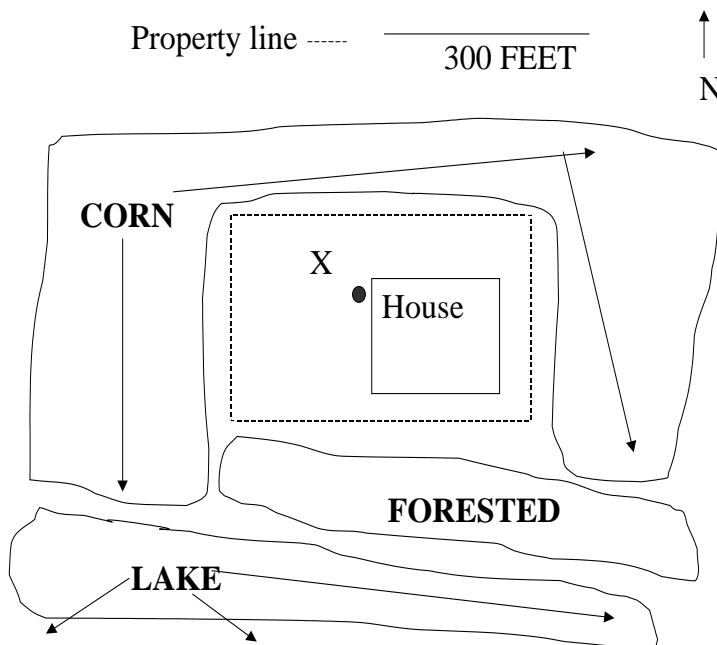 Property line ------
300 FEET
N
CORN
X
House
FORESTED
LAKE